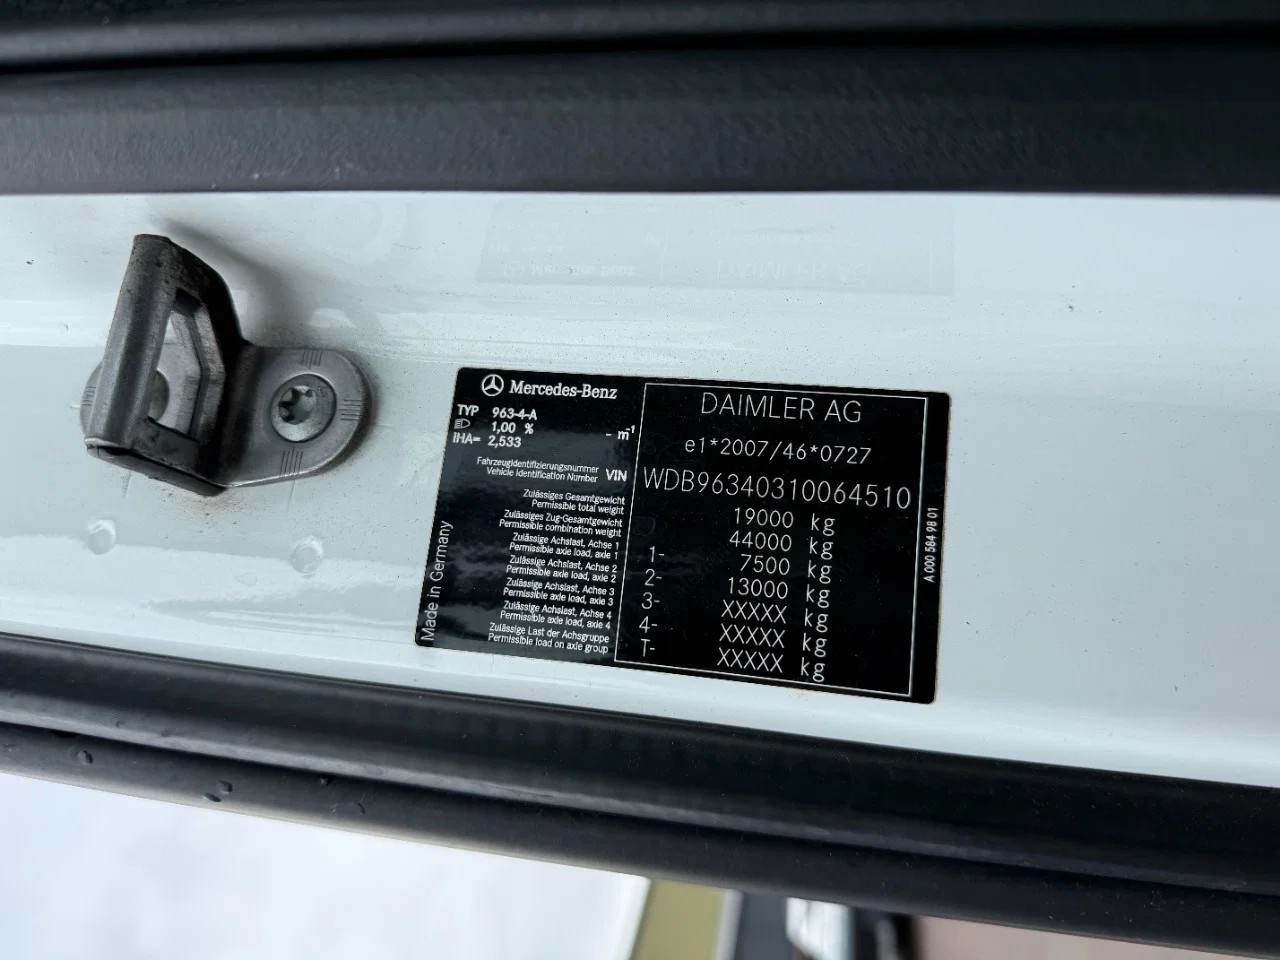 Mercedes-Benz
TYP 963-4-A
1,00 % - m⁻¹
IHA= 2,533
Fahrzeugidentifizierungsnummer
Vehicle Identification Number VIN
Zulässiges Gesamtgewicht
Permissible total weight
Zulässiges Zug-Gesamtgewicht
Permissible combination weight
Zulässige Achslast, Achse 1
Permissible axle load, axle 1
Zulässige Achslast, Achse 2
Permissible axle load, axle 2
Zulässige Achslast, Achse 3
Permissible axle load, axle 3
Zulässige Achslast, Achse 4
Permissible axle load, axle 4
Zulässige Last der Achsgruppe
Permissible load on axle group
Made in Germany
DAIMLER AG
e1*2007/46*0727
WDB96340310064510
19000 kg
44000 kg
1- 7500 kg
2- 13000 kg
3- XXXXX kg
4- XXXXX kg
T- XXXXX kg
A 000 584 98 01